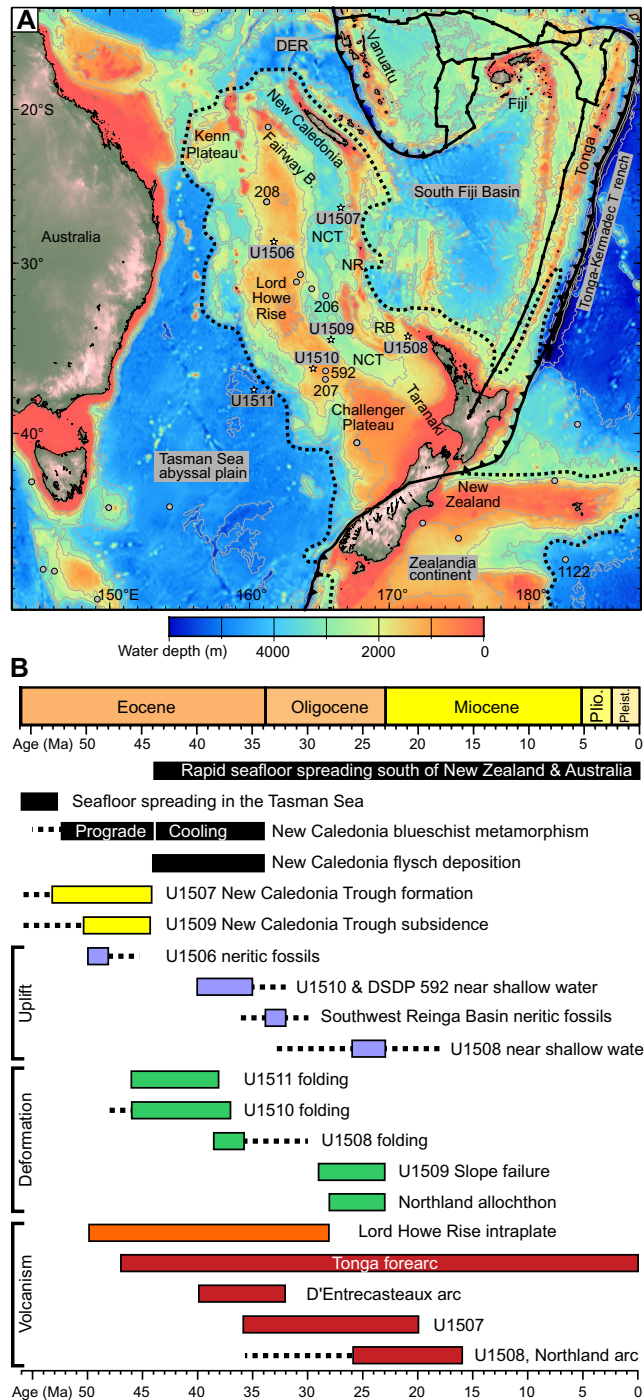 A
DER
Vanuatu
20°S
Fiji
New Caledonia
Kenn
Plateau
Fairway B.
Tonga
208
South Fiji Basin
U1507
Tonga-Kermadec T rench
Australia
NCT
U1506
30°
NR
Lord
Howe
Rise
206
U1509
RB
U1508
U1510
NCT
592
207
U1511
Taranaki
Challenger
Plateau
40°
Tasman Sea
abyssal plain
New
Zealand
Zealandia
continent
1122
150°E
160°
170°
180°
Water depth (m)
4000
2000
0
B
Eocene
Oligocene
Miocene
Plio.
Pleist.
Age (Ma) 50 45 40 35 30 25 20 15 10 5 0
Rapid seafloor spreading south of New Zealand & Australia
Seafloor spreading in the Tasman Sea
Prograde Cooling New Caledonia blueschist metamorphism
New Caledonia flysch deposition
U1507 New Caledonia Trough formation
U1509 New Caledonia Trough subsidence
Uplift
U1506 neritic fossils
U1510 & DSDP 592 near shallow water
Southwest Reinga Basin neritic fossils
U1508 near shallow wate
Deformation
U1511 folding
U1510 folding
U1508 folding
U1509 Slope failure
Northland allochthon
Volcanism
Lord Howe Rise intraplate
Tonga forearc
D'Entrecasteaux arc
U1507
U1508, Northland arc
Age (Ma) 50 45 40 35 30 25 20 15 10 5 0